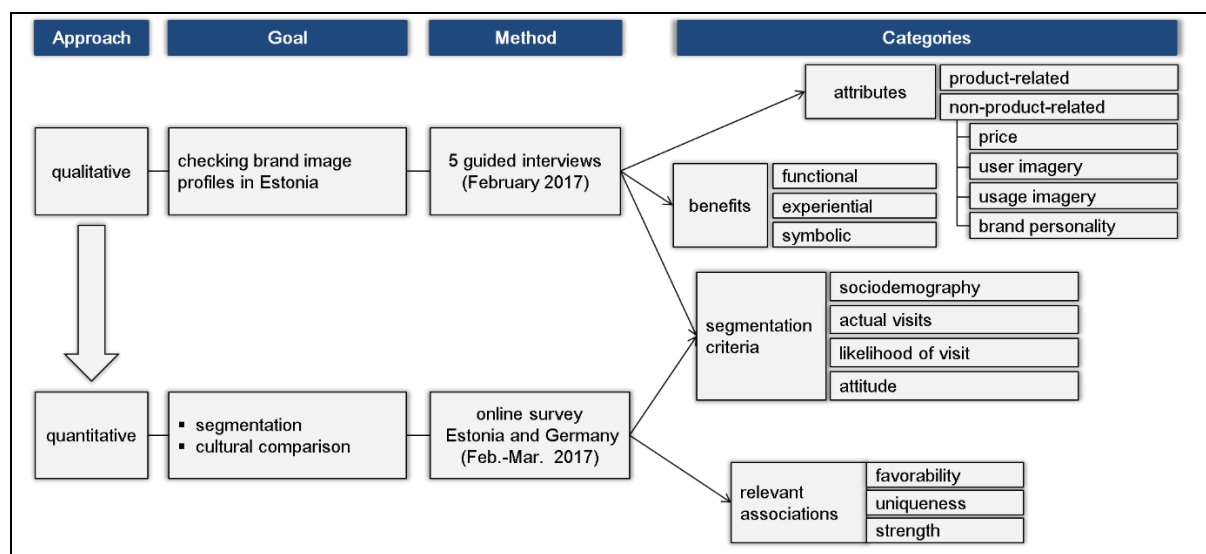 Approach
Goal
Method
Categories
qualitative
checking brand image
profiles in Estonia
5 guided interviews
(February 2017)
attributes
product-related
non-product-related
price
user imagery
usage imagery
brand personality
benefits
functional
experiential
symbolic
segmentation
criteria
sociodemography
actual visits
likelihood of visit
attitude
quantitative
▪ segmentation
▪ cultural comparison
online survey
Estonia and Germany
(Feb.-Mar. 2017)
relevant
associations
favorability
uniqueness
strength